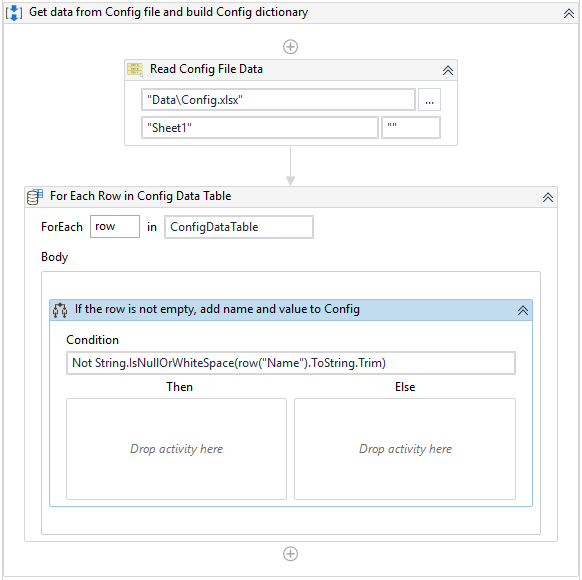 Get data from Config file and build Config dictionary
Read Config File Data
"Data\Config.xlsx" ...
"Sheet1" ""
For Each Row in Config Data Table
ForEach row in ConfigDataTable
Body
If the row is not empty, add name and value to Config
Condition
Not String.IsNullOrWhiteSpace(row("Name").ToString.Trim)
Then Else
Drop activity here Drop activity here